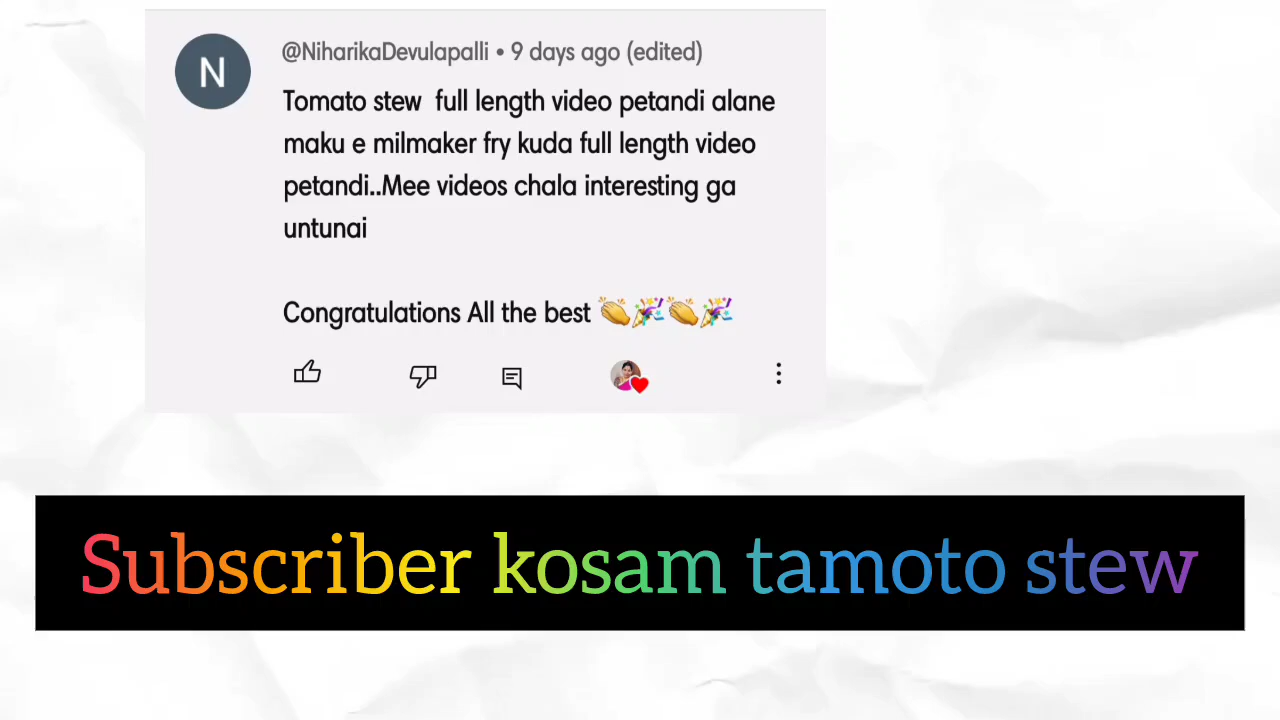 N
@NiharikaDevulapalli • 9 days ago (edited)
Tomato stew  full length video petandi alane
maku e milmaker fry kuda full length video
petandi..Mee videos chala interesting ga
untunai
Congratulations All the best 👏🎉👏🎉
Subscriber kosam tamoto stew